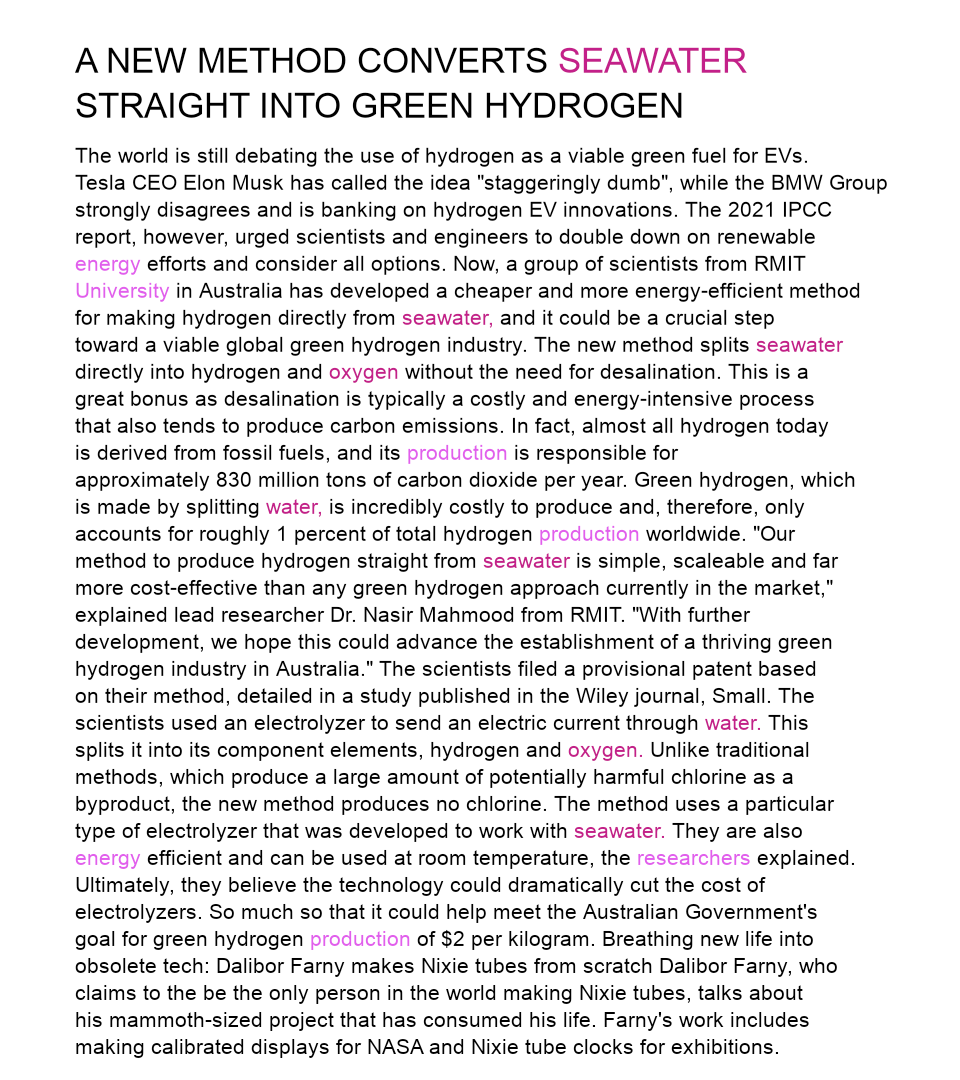 A NEW METHOD CONVERTS SEAWATER
STRAIGHT INTO GREEN HYDROGEN
The world is still debating the use of hydrogen as a viable green fuel for EVs.
Tesla CEO Elon Musk has called the idea "staggeringly dumb", while the BMW Group
strongly disagrees and is banking on hydrogen EV innovations. The 2021 IPCC
report, however, urged scientists and engineers to double down on renewable
energy efforts and consider all options. Now, a group of scientists from RMIT
University in Australia has developed a cheaper and more energy-efficient method
for making hydrogen directly from seawater, and it could be a crucial step
toward a viable global green hydrogen industry. The new method splits seawater
directly into hydrogen and oxygen without the need for desalination. This is a
great bonus as desalination is typically a costly and energy-intensive process
that also tends to produce carbon emissions. In fact, almost all hydrogen today
is derived from fossil fuels, and its production is responsible for
approximately 830 million tons of carbon dioxide per year. Green hydrogen, which
is made by splitting water, is incredibly costly to produce and, therefore, only
accounts for roughly 1 percent of total hydrogen production worldwide. "Our
method to produce hydrogen straight from seawater is simple, scaleable and far
more cost-effective than any green hydrogen approach currently in the market,"
explained lead researcher Dr. Nasir Mahmood from RMIT. "With further
development, we hope this could advance the establishment of a thriving green
hydrogen industry in Australia." The scientists filed a provisional patent based
on their method, detailed in a study published in the Wiley journal, Small. The
scientists used an electrolyzer to send an electric current through water. This
splits it into its component elements, hydrogen and oxygen. Unlike traditional
methods, which produce a large amount of potentially harmful chlorine as a
byproduct, the new method produces no chlorine. The method uses a particular
type of electrolyzer that was developed to work with seawater. They are also
energy efficient and can be used at room temperature, the researchers explained.
Ultimately, they believe the technology could dramatically cut the cost of
electrolyzers. So much so that it could help meet the Australian Government's
goal for green hydrogen production of $2 per kilogram. Breathing new life into
obsolete tech: Dalibor Farny makes Nixie tubes from scratch Dalibor Farny, who
claims to the be the only person in the world making Nixie tubes, talks about
his mammoth-sized project that has consumed his life. Farny's work includes
making calibrated displays for NASA and Nixie tube clocks for exhibitions.